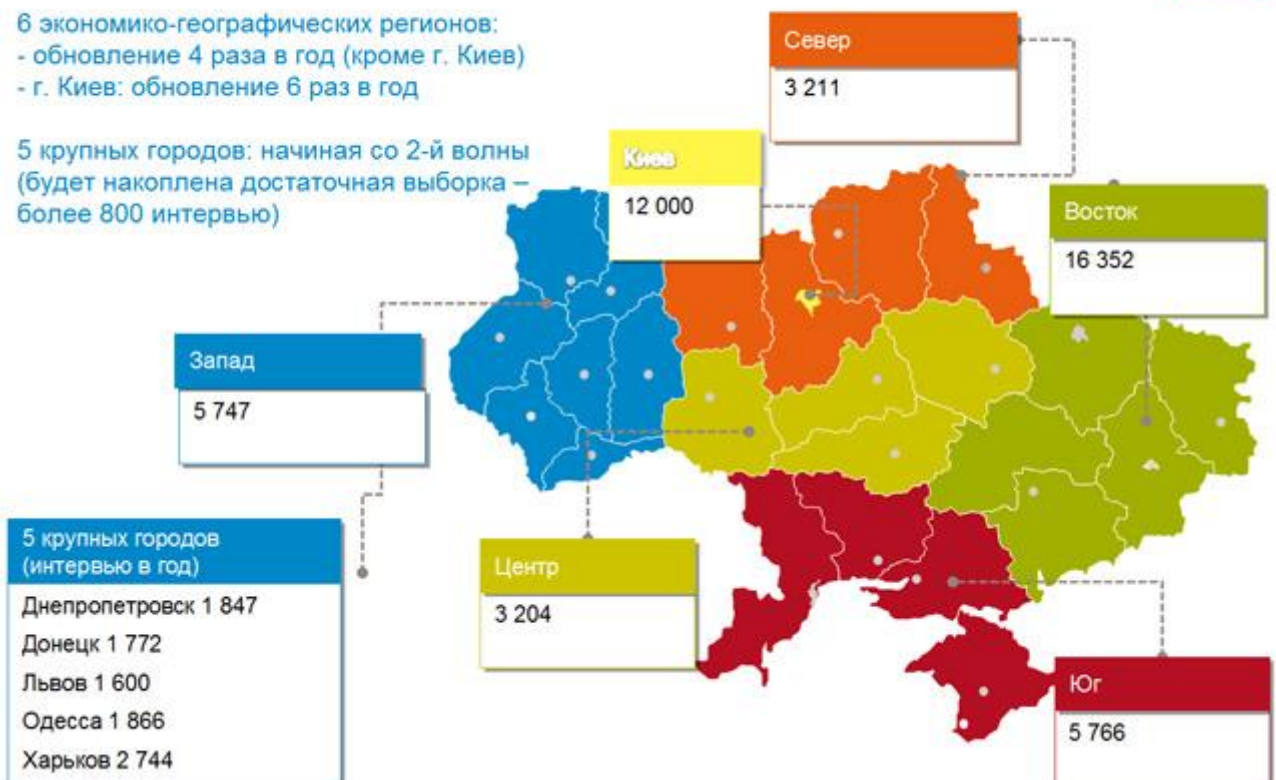 6 экономико-географических регионов:
- обновление 4 раза в год (кроме г. Киев)
- г. Киев: обновление 6 раз в год
5 крупных городов: начиная со 2-й волны
(будет накоплена достаточная выборка –
более 800 интервью)
Север
3 211
Киев
12 000
Восток
16 352
Запад
5 747
5 крупных городов
(интервью в год)
Днепропетровск 1 847
Донецк 1 772
Львов 1 600
Одесса 1 866
Харьков 2 744
Центр
3 204
Юг
5 766